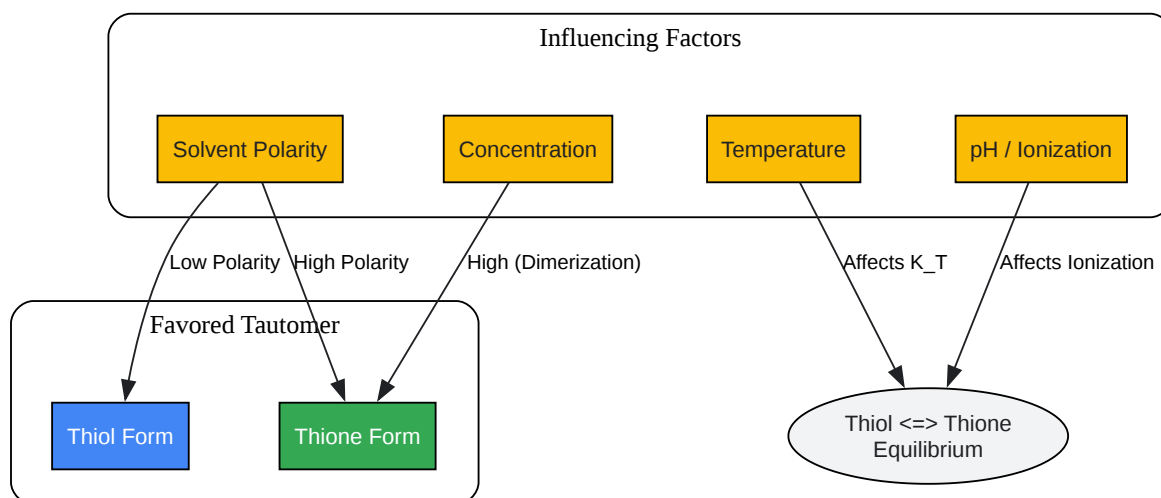 Influencing Factors
Solvent Polarity
Concentration
Temperature
pH / Ionization
Low Polarity
High Polarity
High (Dimerization)
Affects K_T
Affects Ionization
Favored Tautomer
Thiol Form
Thione Form
Thiol <=> Thione
Equilibrium